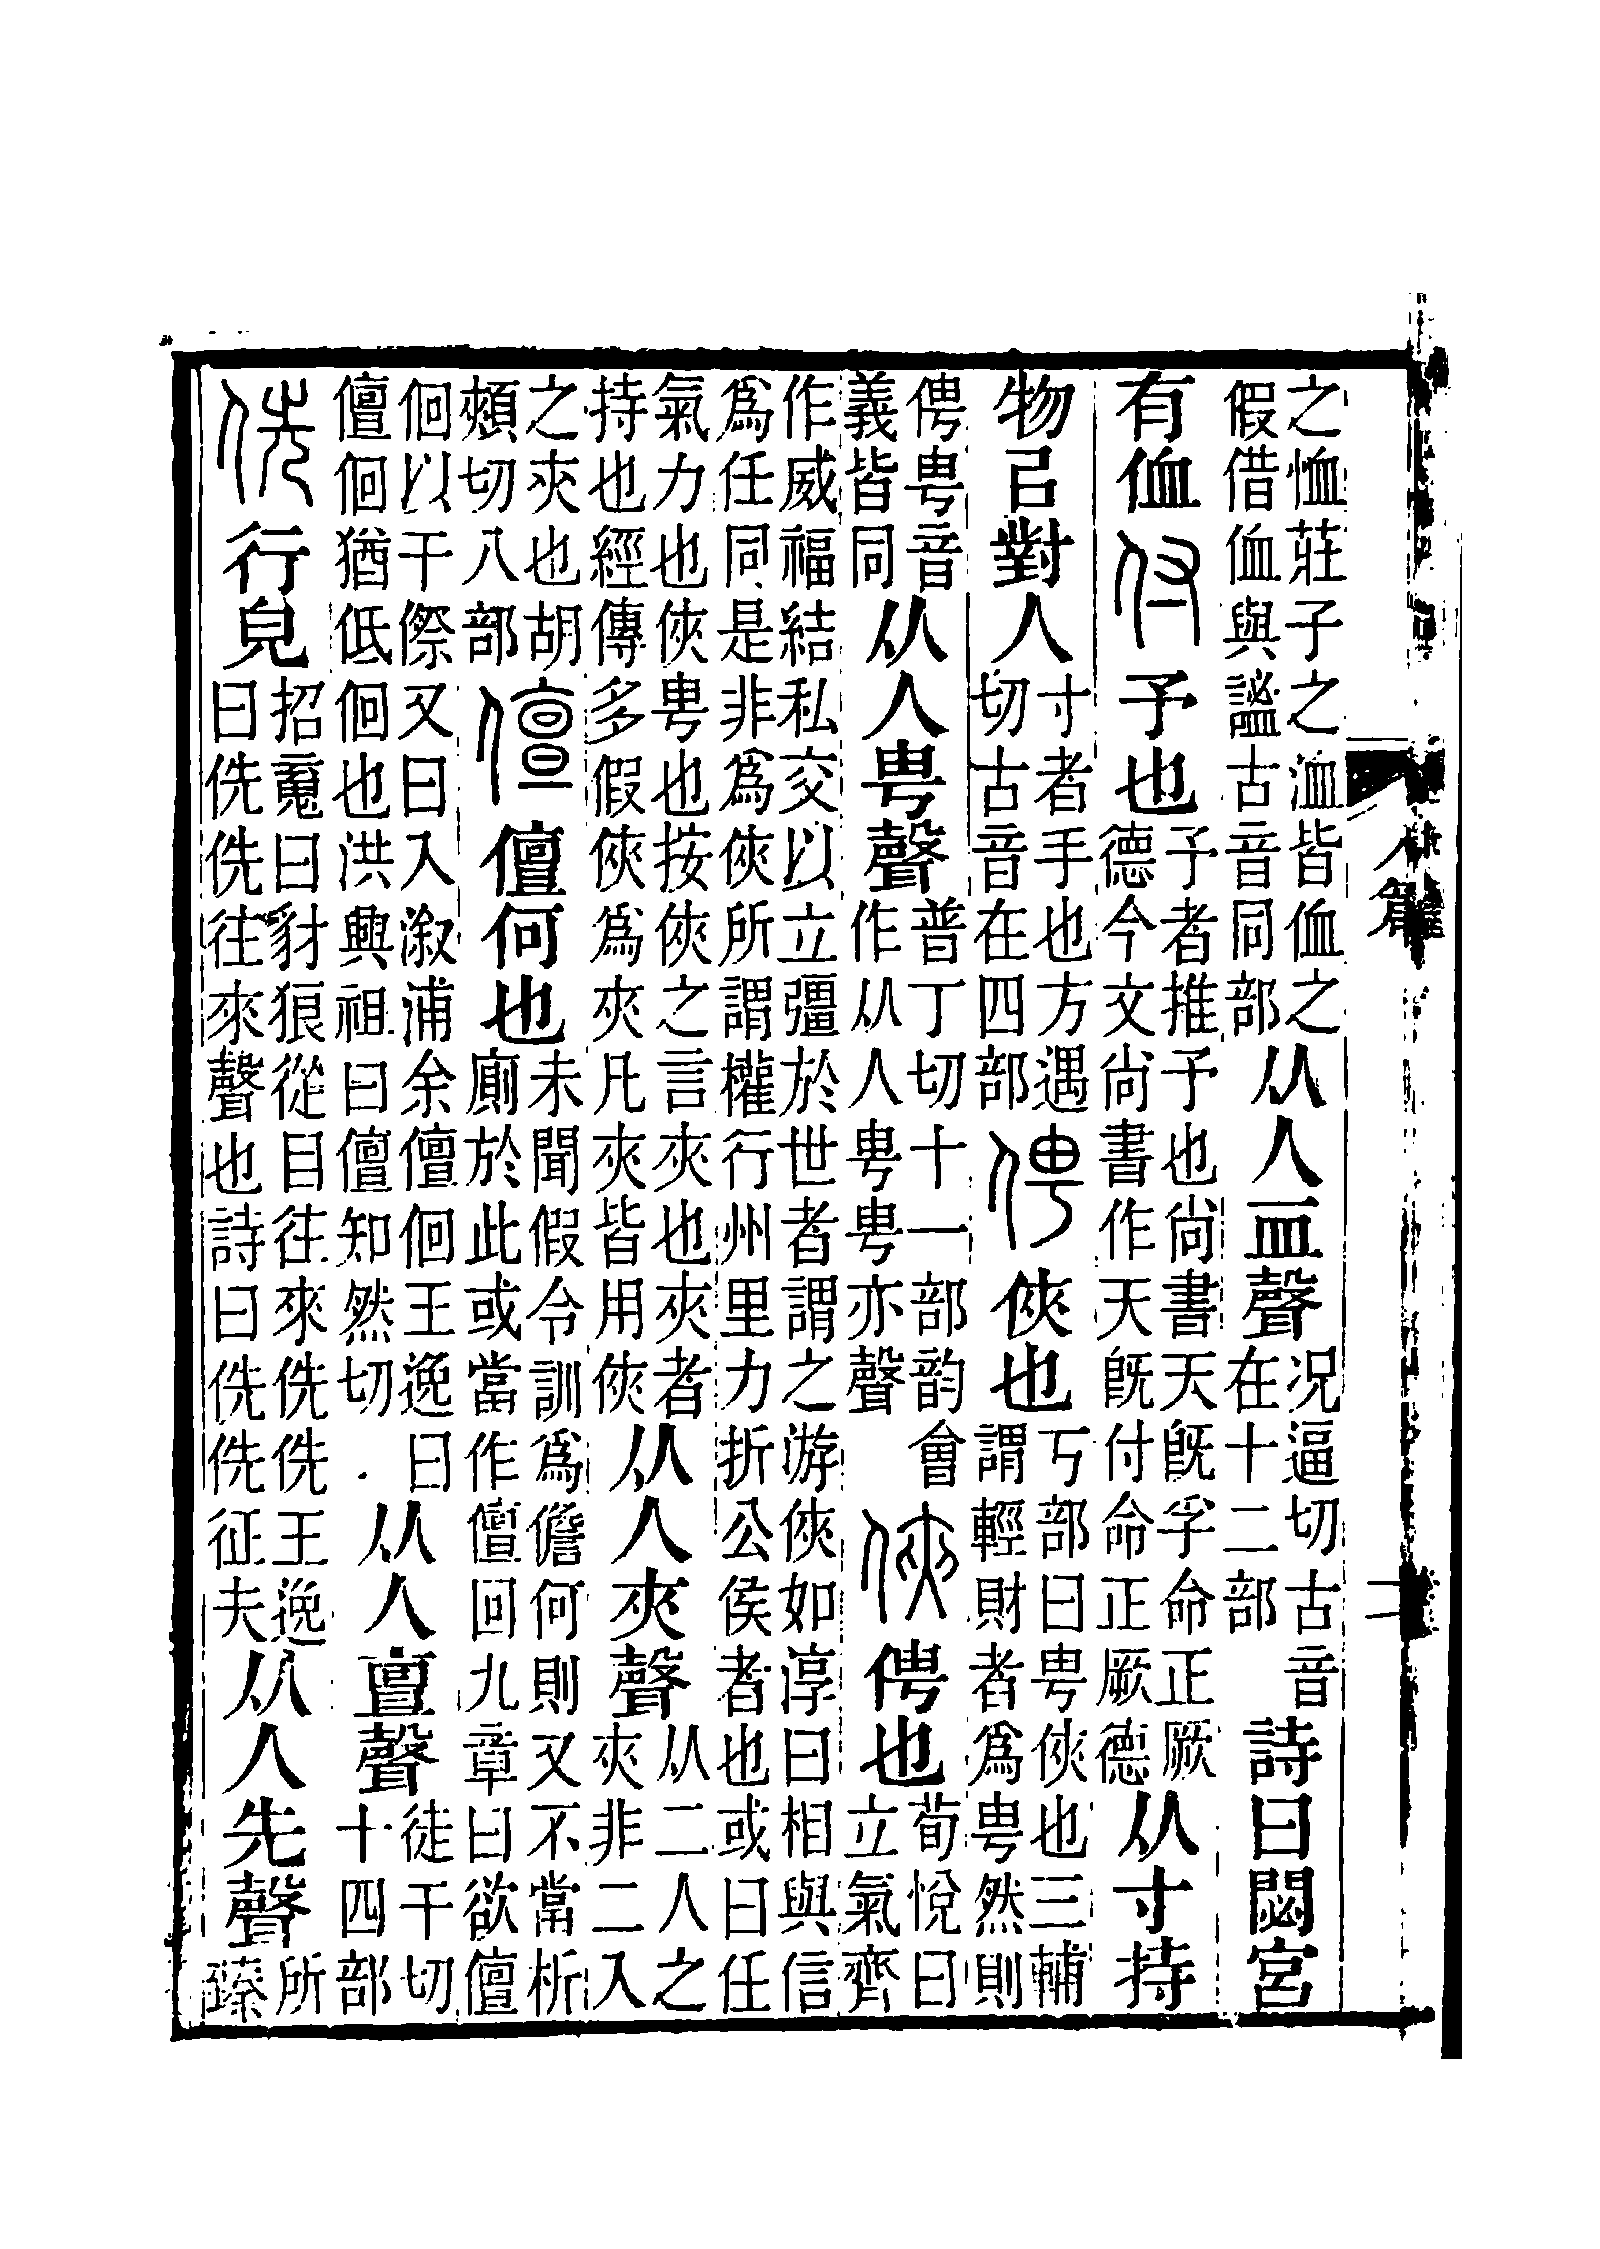 之恤莊子之洫皆侐之假借侐與謐古音同部从人血聲况逼切古音在十二部詩曰閟宮
有侐付予也予者推予也尙書天旣孚命正厥德今文尙書作天旣付命正厥德从寸持
物㠯對人寸者手也方遇切古音在四部俜俠也丂部曰甹俠也三輔謂輕財者爲甹然則
俜甹音義皆同从人甹聲普丁切十一部韵會作从人甹甹亦聲俠俜也荀悅曰立氣齊
作威福結私交以立彊於世者謂之游俠如淳曰相與信爲任同是非爲俠所謂權行州里力折公侯者也或曰任
氣力也俠甹也按俠之言夾也夾者持也經傳多假俠爲夾凡夾皆用俠从人夾聲从二人之夾非二入
之夾也胡頰切八部儃儃何也未聞假令訓爲儋何則又不當析廁於此或當作儃回九章曰欲儃
佪以干傺又曰入溆浦余儃佪王逸曰儃佪猶低佪也洪興祖曰儃知然切从人亶聲徒干切十四部
侁行皃招䰟曰豺狼從目往來侁侁王逸曰侁侁往來聲也詩曰侁侁征夫从人先聲所臻